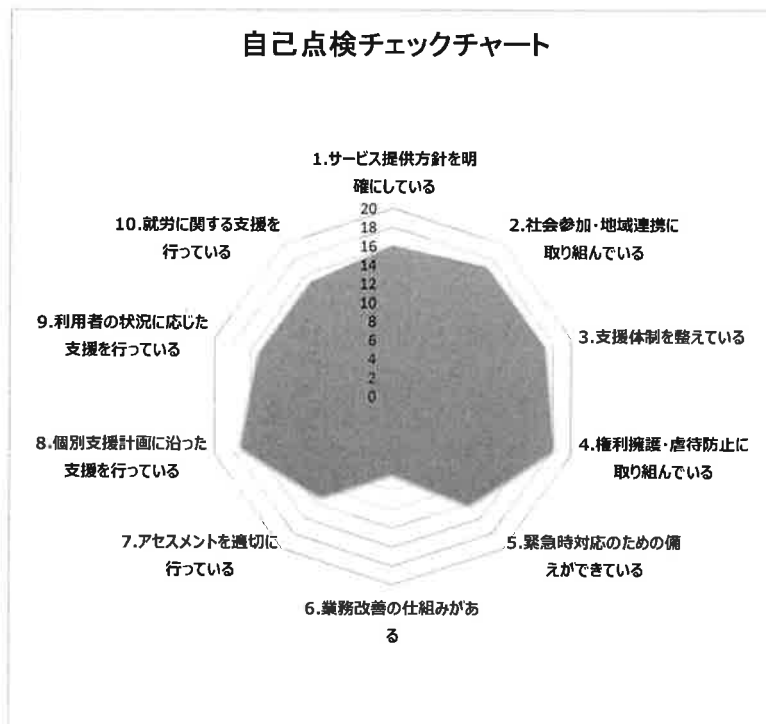 自己点検チェックチャート
1.サービス提供方針を明
確にしている
2.社会参加・地域連携に
取り組んでいる
3.支援体制を整えている
4.権利擁護・虐待防止に
取り組んでいる
5.緊急時対応のための備
えができている
6.業務改善の仕組みがあ
る
7.アセスメントを適切に
行っている
8.個別支援計画に沿った
支援を行っている
9.利用者の状況に応じた
支援を行っている
10.就労に関する支援を
行っている
20
18
16
14
12
10
8
6
4
2
0